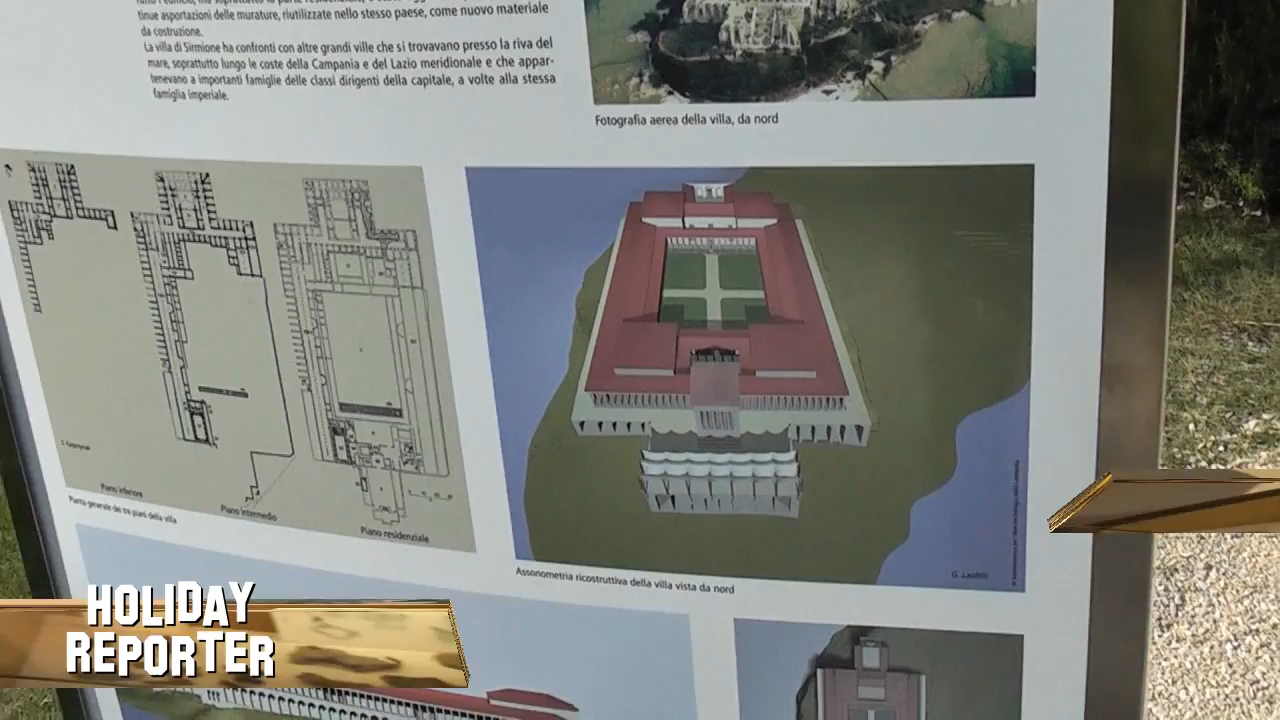 tinue asportazioni delle murature, riutilizzate nello stesso paese, come nuovo materiale
da costruzione.
La villa di Sirmione ha confronti con altre grandi ville che si trovavano presso la riva del
mare, soprattutto lungo le coste della Campania e del Lazio meridionale e che appar-
tenevano a importanti famiglie delle classi dirigenti della capitale, a volte alla stessa
famiglia imperiale.
Fotografia aerea della villa, da nord
Piano inferiore
Piano intermedio
Piano residenziale
Pianta generale dei tre piani della villa
Assonometria ricostruttiva della villa vista da nord
HOLIDAY
REPORTER